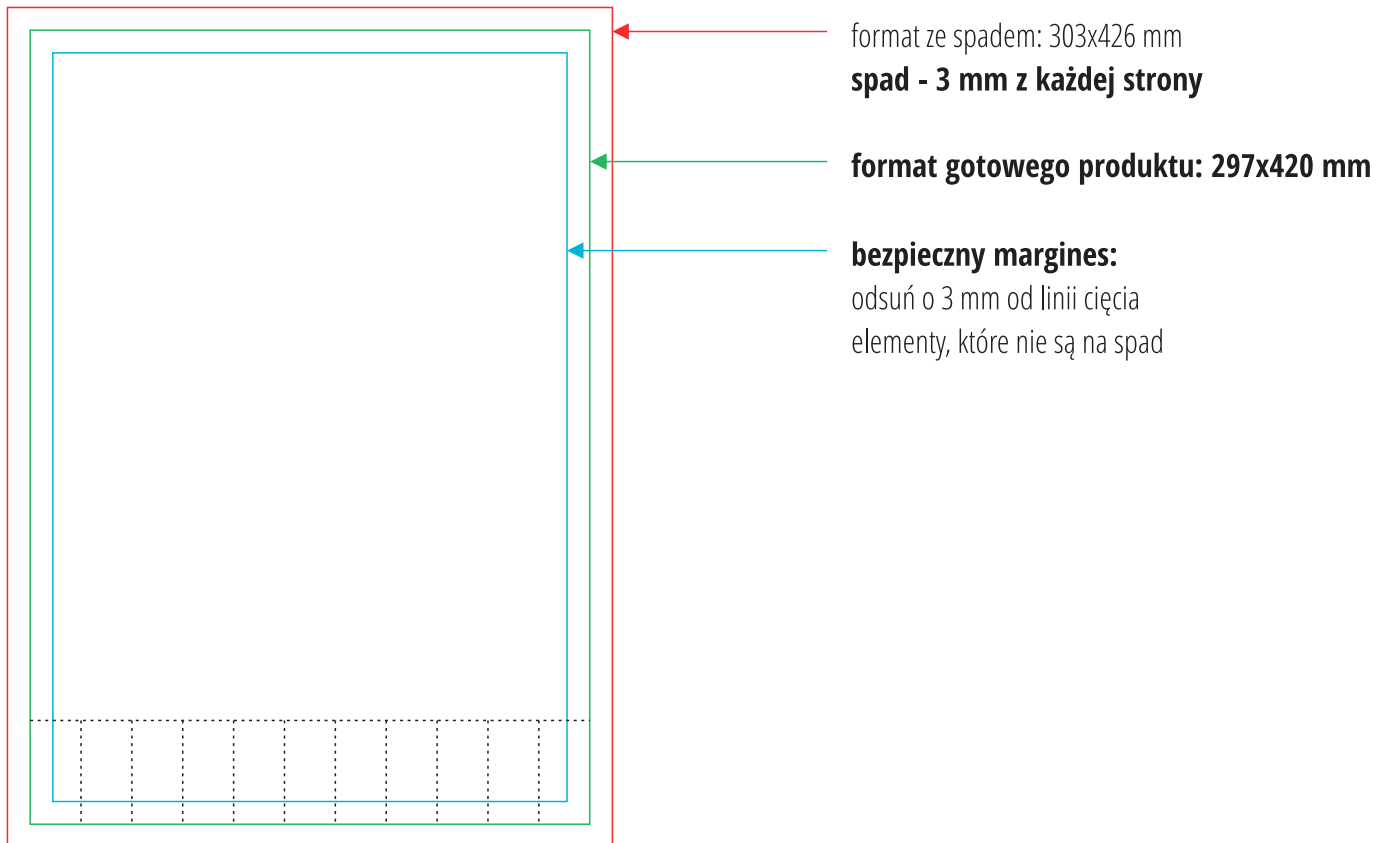 format ze spadem: 303x426 mm
spad - 3 mm z każdej strony
format gotowego produktu: 297x420 mm
bezpieczny margines:
odsuń o 3 mm od linii cięcia
elementy, które nie są na spad